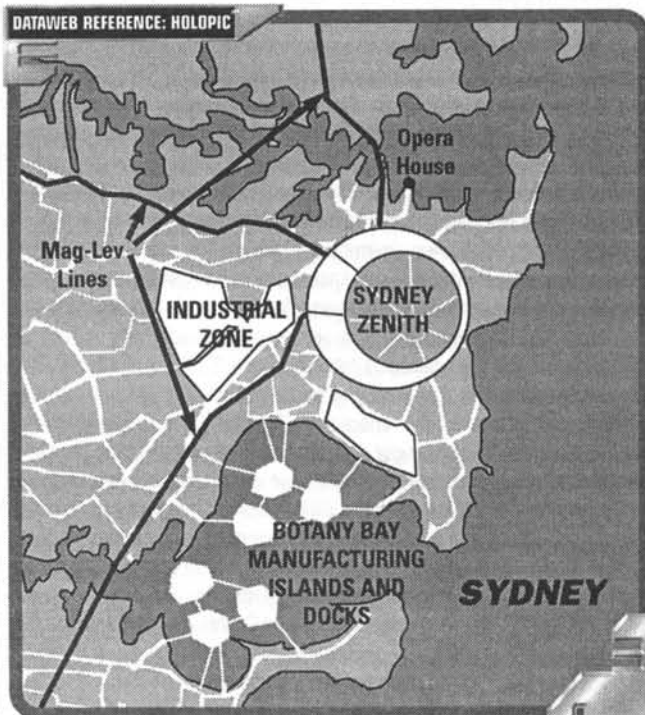 DATAWEB REFERENCE: HOLOPIC
Opera
House
Mag-Lev
Lines
INDUSTRIAL
ZONE
SYDNEY
ZENITH
BOTANY BAY
MANUFACTURING
ISLANDS AND
DOCKS
SYDNEY